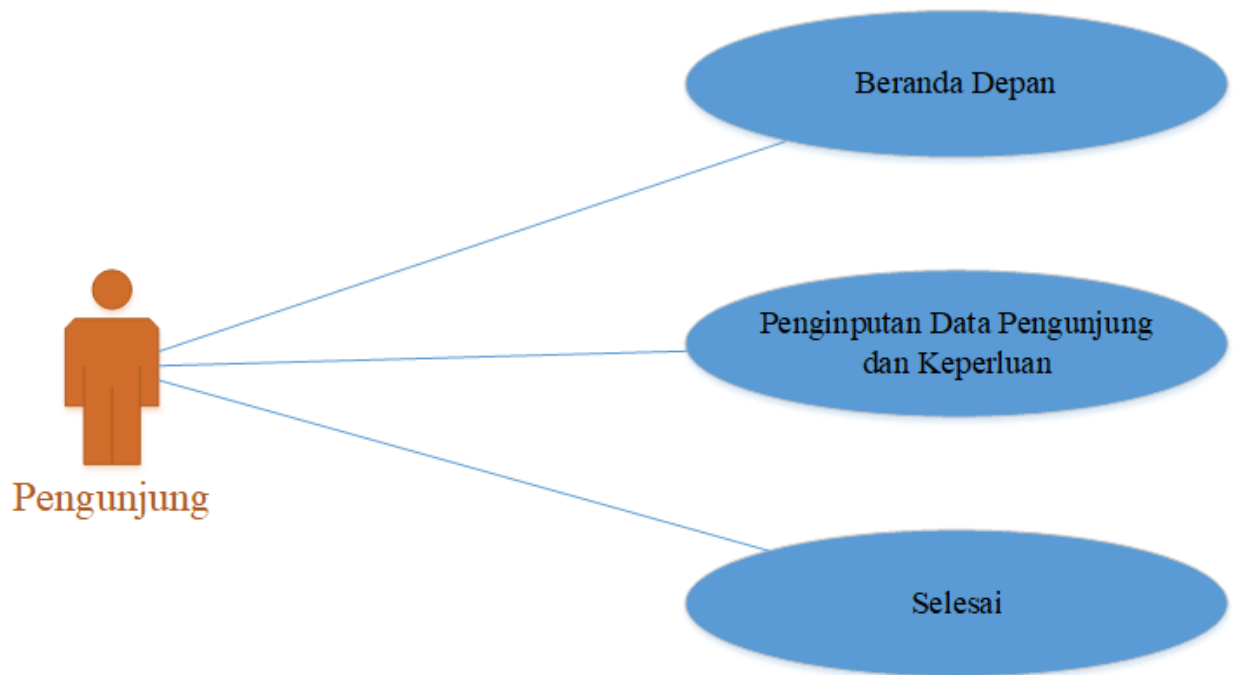 Beranda Depan
Penginputan Data Pengunjung
dan Keperluan
Pengunjung
Selesai